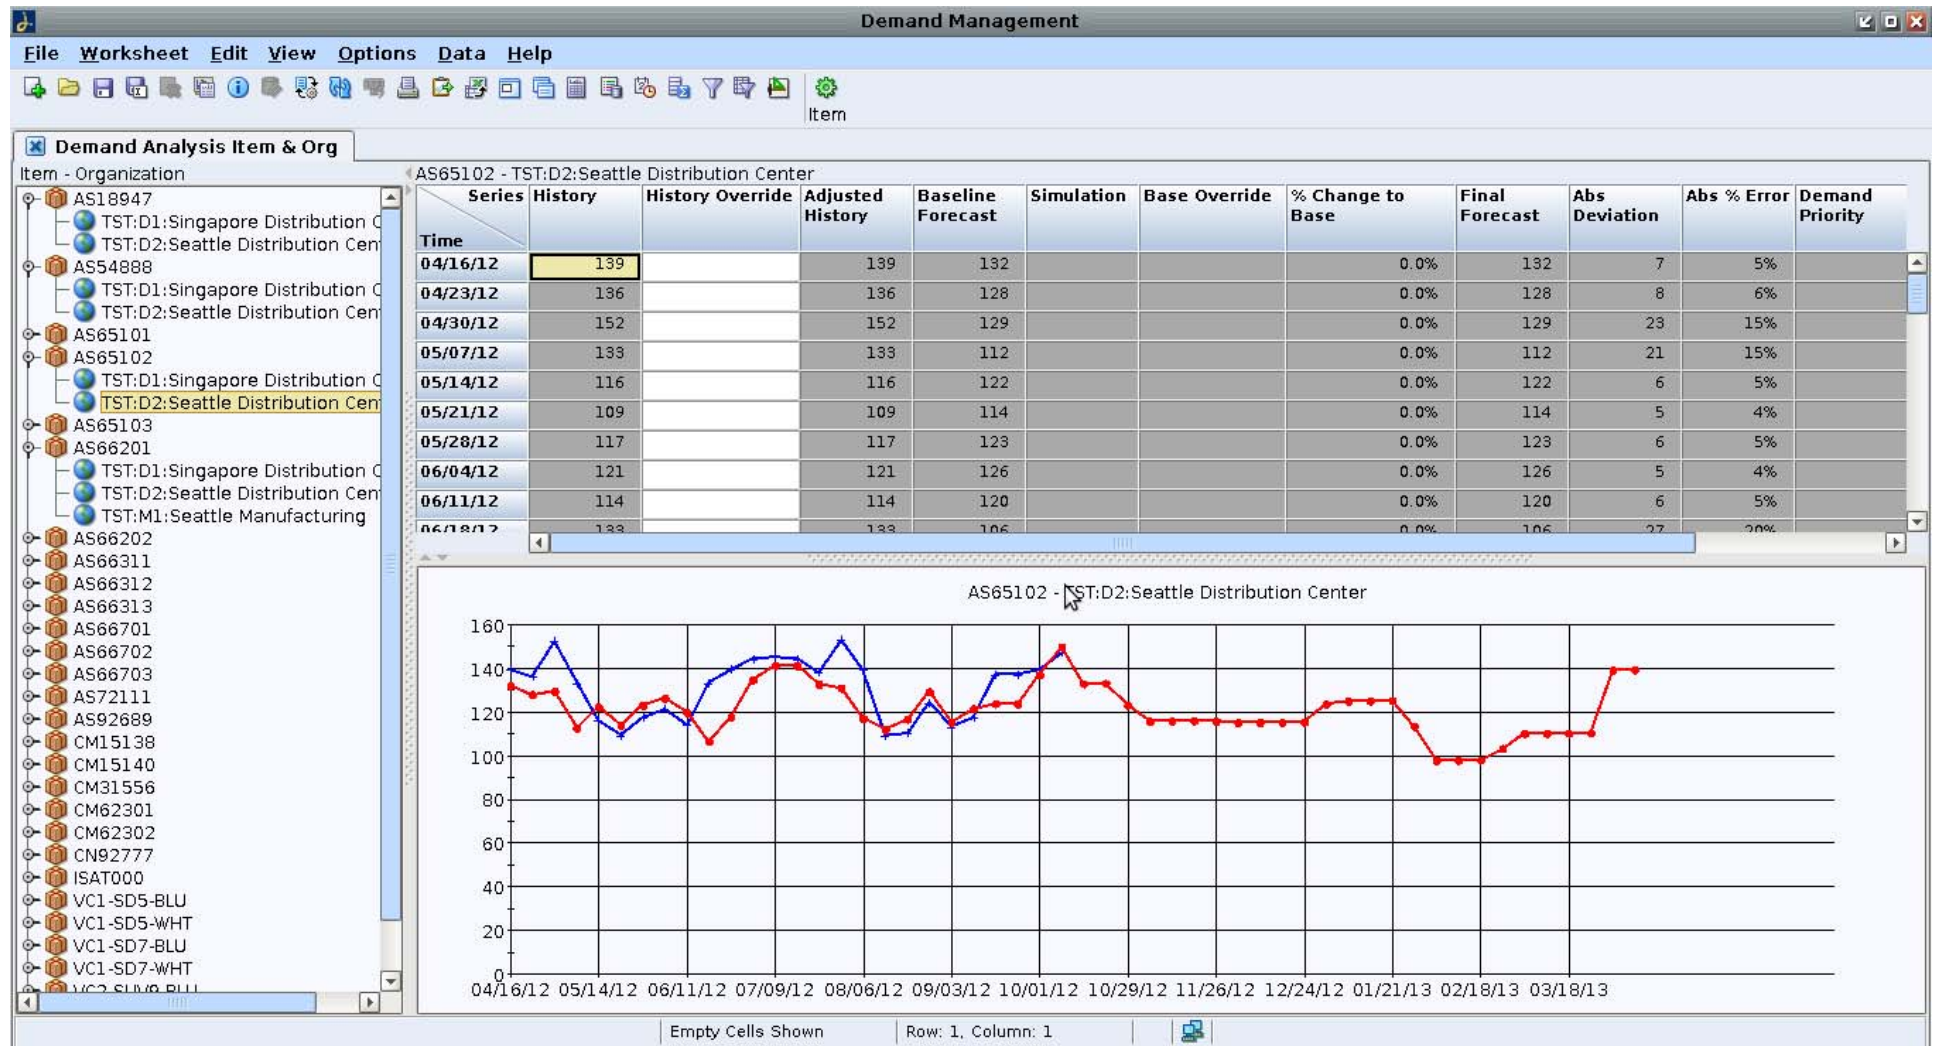 Demand Management
File Worksheet Edit View Options Data Help
Item
Demand Analysis Item & Org
Item - Organization
AS18947
TST:D1:Singapore Distribution C
TST:D2:Seattle Distribution Cen
AS54888
TST:D1:Singapore Distribution C
TST:D2:Seattle Distribution Cen
AS65101
AS65102
TST:D1:Singapore Distribution C
TST:D2:Seattle Distribution Cen
AS65103
AS66201
TST:D1:Singapore Distribution C
TST:D2:Seattle Distribution Cen
TST:M1:Seattle Manufacturing
AS66202
AS66311
AS66312
AS66313
AS66701
AS66702
AS66703
AS72111
AS92689
CM15138
CM15140
CM31556
CM62301
CM62302
CN92777
ISAT000
VC1-SD5-BLU
VC1-SD5-WHT
VC1-SD7-BLU
VC1-SD7-WHT
VC2-SUV9-BLU
AS65102 - TST:D2:Seattle Distribution Center
Series History History Override Adjusted Baseline Simulation Base Override % Change to Final Abs Abs % Error Demand
History Forecast Base Forecast Deviation Priority
Time
04/16/12 139 139 132 0.0% 132 7 5%
04/23/12 136 136 128 0.0% 128 8 6%
04/30/12 152 152 129 0.0% 129 23 15%
05/07/12 133 133 112 0.0% 112 21 15%
05/14/12 116 116 122 0.0% 122 6 5%
05/21/12 109 109 114 0.0% 114 5 4%
05/28/12 117 117 123 0.0% 123 6 5%
06/04/12 121 121 126 0.0% 126 5 4%
06/11/12 114 114 120 0.0% 120 6 5%
06/18/12 133 133 106 0.0% 106 27 20%
AS65102 - TST:D2:Seattle Distribution Center
160
140
120
100
80
60
40
20
0
04/16/12 05/14/12 06/11/12 07/09/12 08/06/12 09/03/12 10/01/12 10/29/12 11/26/12 12/24/12 01/21/13 02/18/13 03/18/13
Empty Cells Shown Row: 1, Column: 1